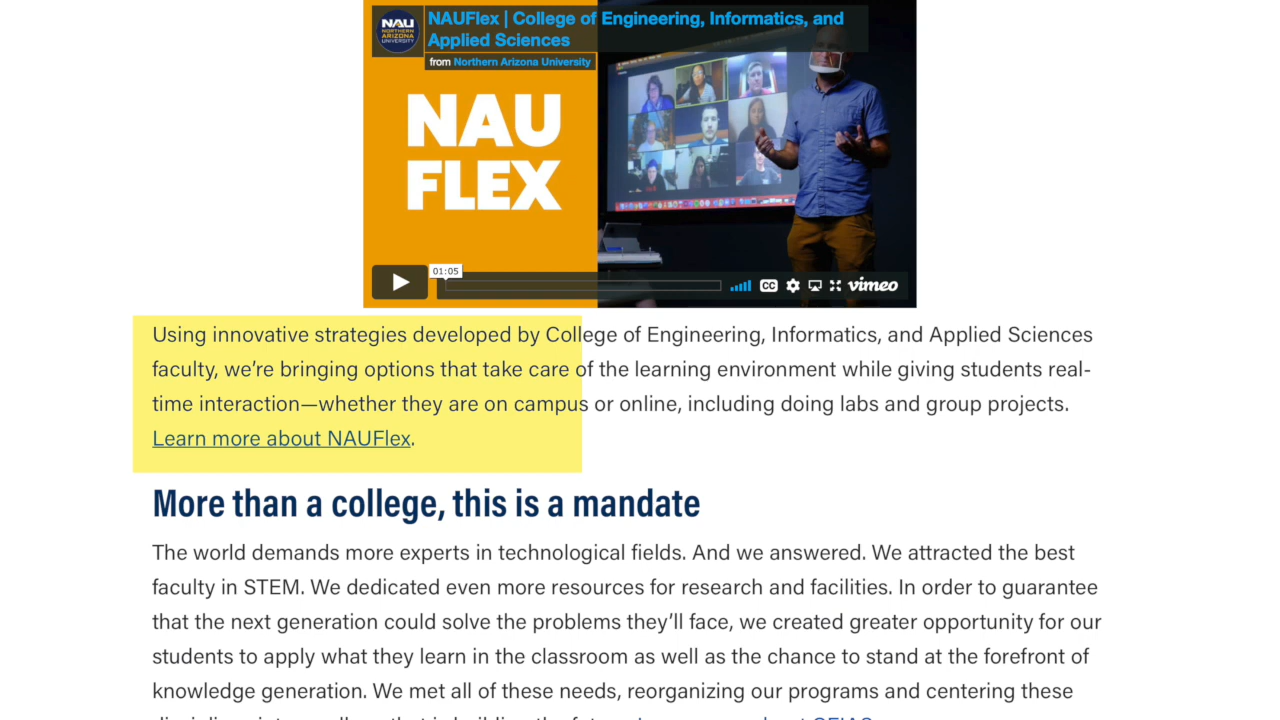 NAU
NORTHERN
ARIZONA
UNIVERSITY
NAUFlex | College of Engineering, Informatics, and
Applied Sciences
from Northern Arizona University
NAU
FLEX
01:05
CC
vimeo
Using innovative strategies developed by College of Engineering, Informatics, and Applied Sciences
faculty, we’re bringing options that take care of the learning environment while giving students real-
time interaction—whether they are on campus or online, including doing labs and group projects.
Learn more about NAUFlex.
More than a college, this is a mandate
The world demands more experts in technological fields. And we answered. We attracted the best
faculty in STEM. We dedicated even more resources for research and facilities. In order to guarantee
that the next generation could solve the problems they’ll face, we created greater opportunity for our
students to apply what they learn in the classroom as well as the chance to stand at the forefront of
knowledge generation. We met all of these needs, reorganizing our programs and centering these